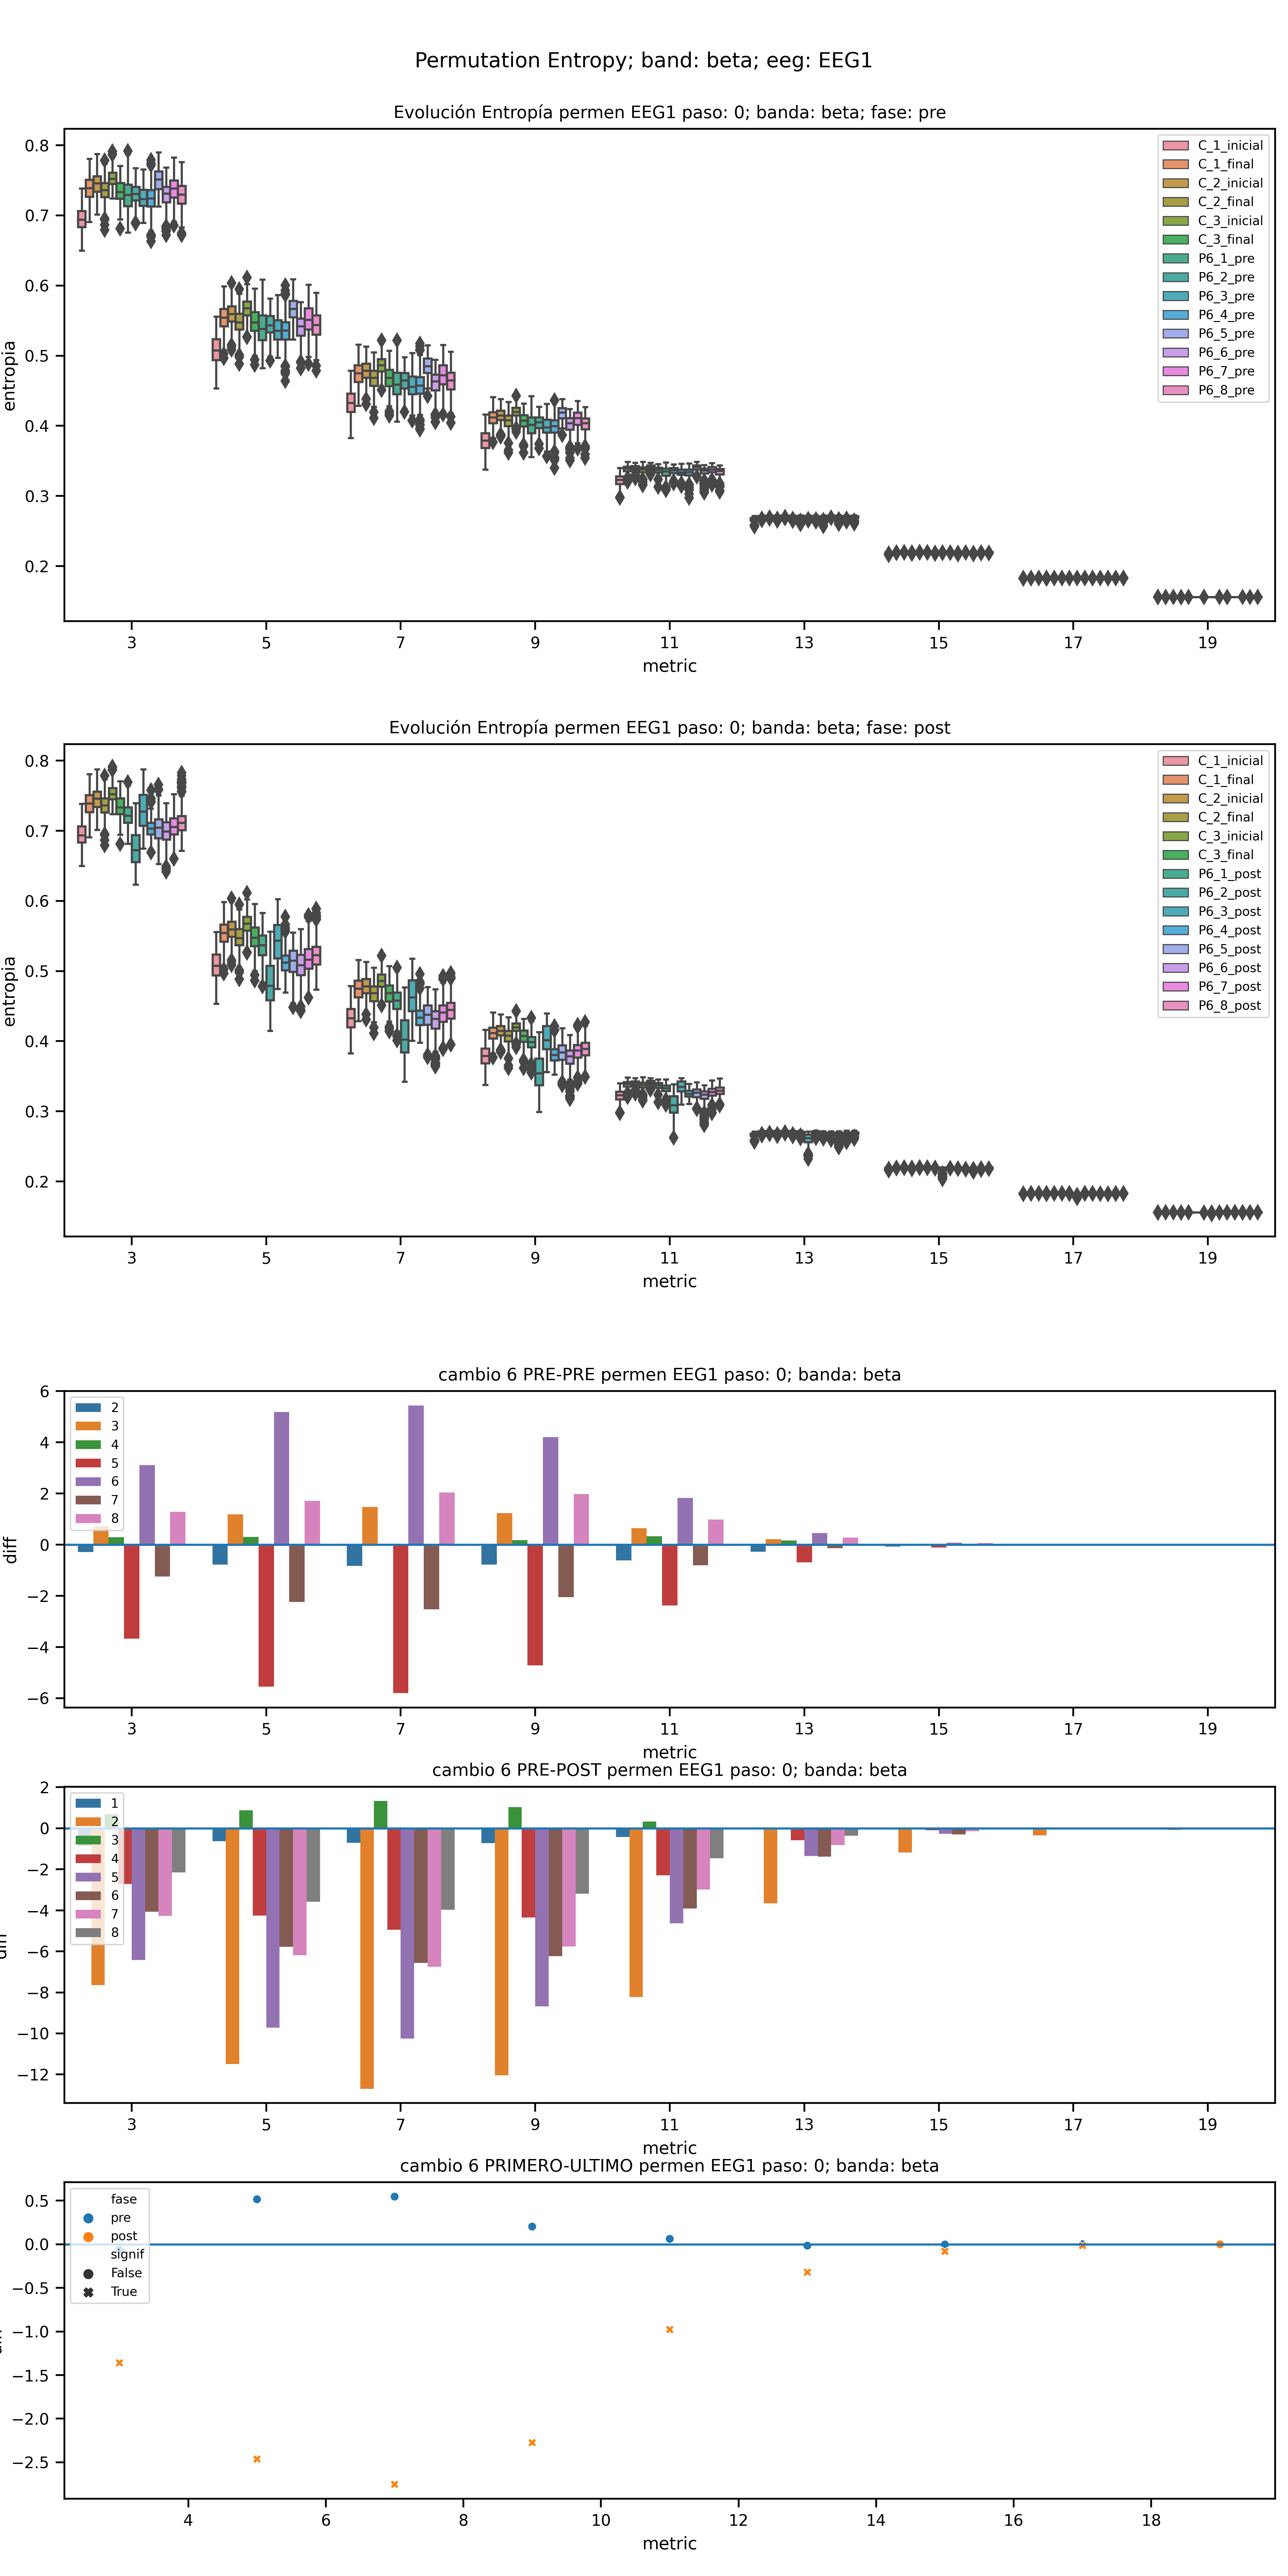 Permutation Entropy; band: beta; eeg: EEG1
Evolución Entropía permen EEG1 paso: 0; banda: beta; fase: pre
entropia
0.8
0.7
0.6
0.5
0.4
0.3
0.2
C_1_inicial
C_1_final
C_2_inicial
C_2_final
C_3_inicial
C_3_final
P6_1_pre
P6_2_pre
P6_3_pre
P6_4_pre
P6_5_pre
P6_6_pre
P6_7_pre
P6_8_pre
3 5 7 9 11 13 15 17 19
metric
Evolución Entropía permen EEG1 paso: 0; banda: beta; fase: post
entropia
0.8
0.7
0.6
0.5
0.4
0.3
0.2
C_1_inicial
C_1_final
C_2_inicial
C_2_final
C_3_inicial
C_3_final
P6_1_post
P6_2_post
P6_3_post
P6_4_post
P6_5_post
P6_6_post
P6_7_post
P6_8_post
3 5 7 9 11 13 15 17 19
metric
cambio 6 PRE-PRE permen EEG1 paso: 0; banda: beta
diff
6
4
2
0
−2
−4
−6
2
3
4
5
6
7
8
3 5 7 9 11 13 15 17 19
metric
cambio 6 PRE-POST permen EEG1 paso: 0; banda: beta
2
0
−2
−4
−6
−8
−10
−12
1
2
3
4
5
6
7
8
3 5 7 9 11 13 15 17 19
metric
cambio 6 PRIMERO-ULTIMO permen EEG1 paso: 0; banda: beta
0.5
0.0
−0.5
−1.0
−1.5
−2.0
−2.5
fase
pre
post
signif
False
True
4 6 8 10 12 14 16 18
metric